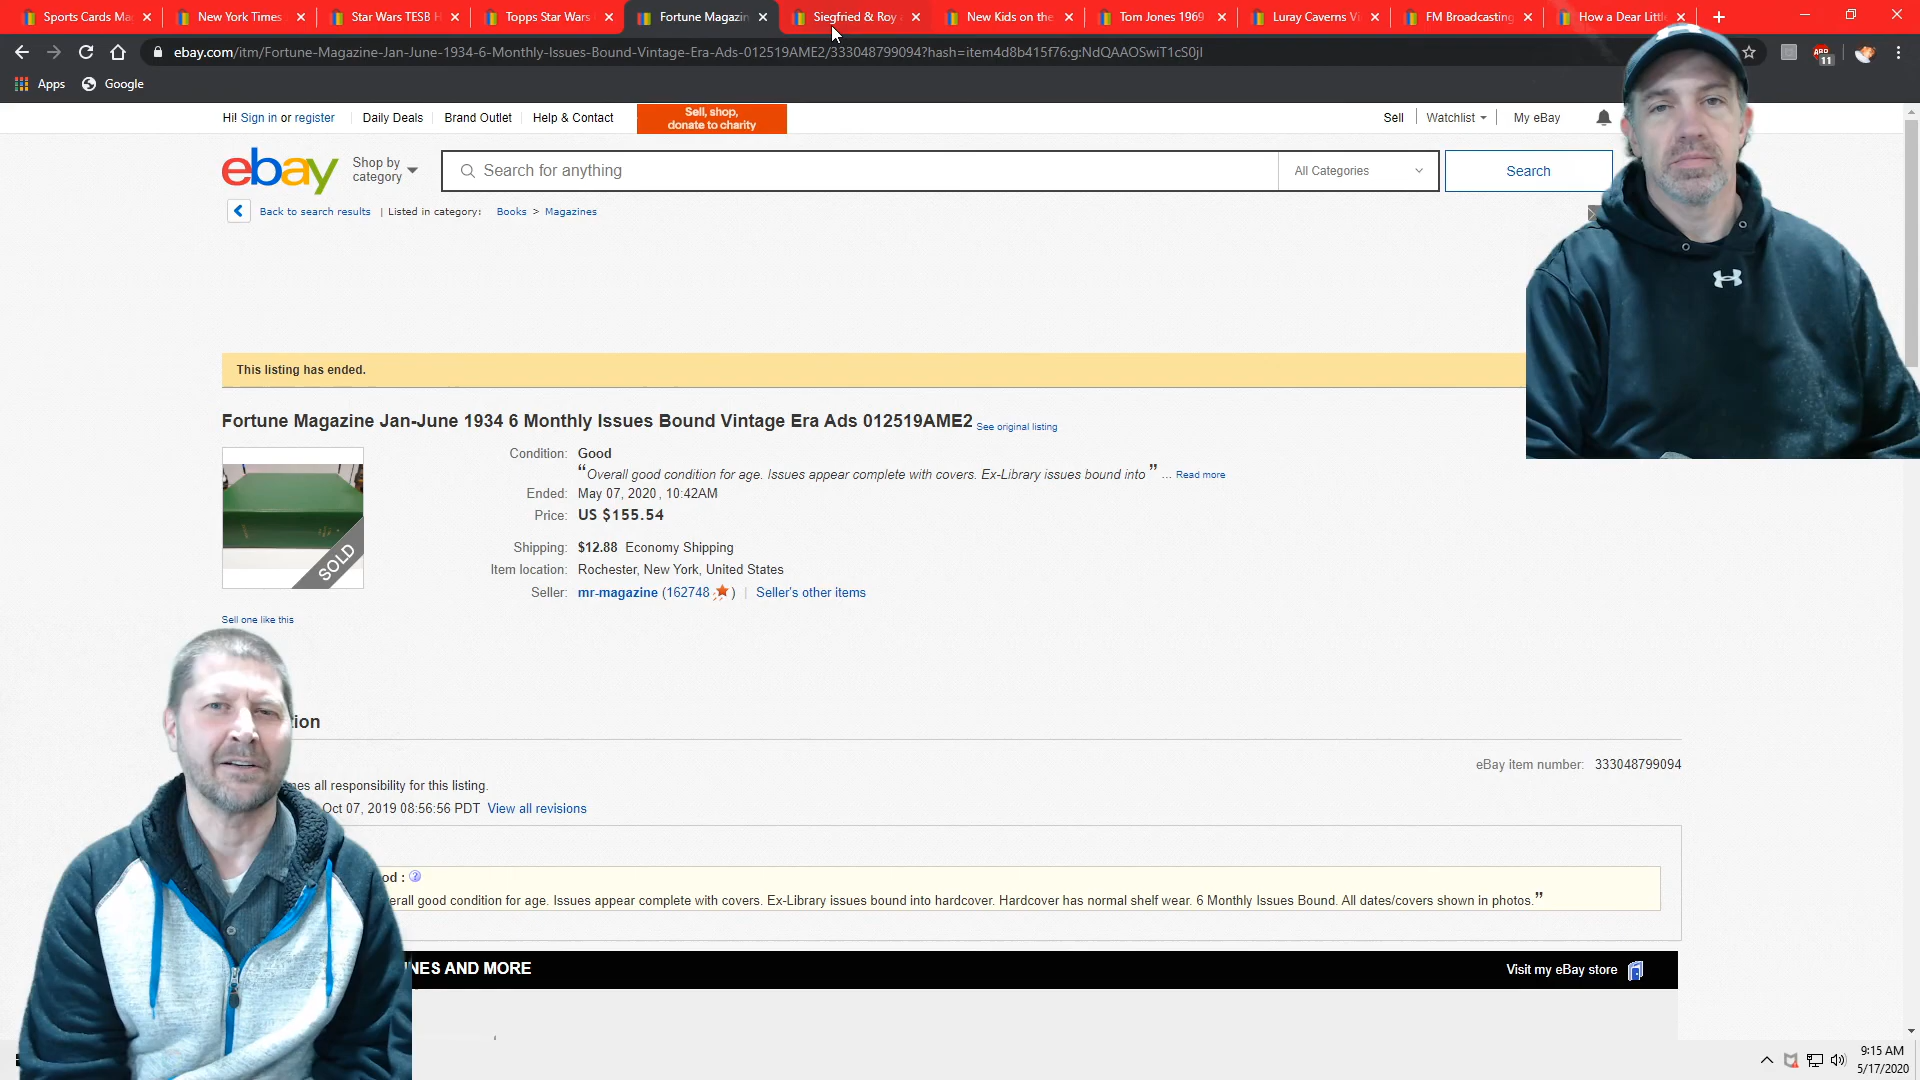 Sports Cards Ma
New York Times
Star Wars TESB H
Topps Star Wars
Fortune Magazin
Siegfried & Roy
New Kids on the
Tom Jones 1969
Luray Caverns Vi
FM Broadcasting
How a Dear Littl
ebay.com/itm/Fortune-Magazine-Jan-June-1934-6-Monthly-Issues-Bound-Vintage-Era-Ads-012519AME2/333048799094?hash=item4d8b415f76:g:NdQAAOSwiT1cS0jI
ABP
11
Apps
Google
Hi! Sign in or register
Daily Deals
Brand Outlet
Help & Contact
Sell, shop,
donate to charity
Sell
Watchlist
My eBay
ebay
Shop by
category
Search for anything
All Categories
Search
Back to search results | Listed in category: Books > Magazines
This listing has ended.
Fortune Magazine Jan-June 1934 6 Monthly Issues Bound Vintage Era Ads 012519AME2 See original listing
SOLD
Condition: Good
“Overall good condition for age. Issues appear complete with covers. Ex-Library issues bound into ” ... Read more
Ended: May 07, 2020 , 10:42AM
Price: US $155.54
Shipping: $12.88 Economy Shipping
Item location: Rochester, New York, United States
Seller: mr-magazine (162748 ) | Seller's other items
Sell one like this
tion
eBay item number: 333048799094
mes all responsibility for this listing.
Oct 07, 2019 08:56:56 PDT View all revisions
od :
erall good condition for age. Issues appear complete with covers. Ex-Library issues bound into hardcover. Hardcover has normal shelf wear. 6 Monthly Issues Bound. All dates/covers shown in photos.”
NES AND MORE
Visit my eBay store
9:15 AM
5/17/2020